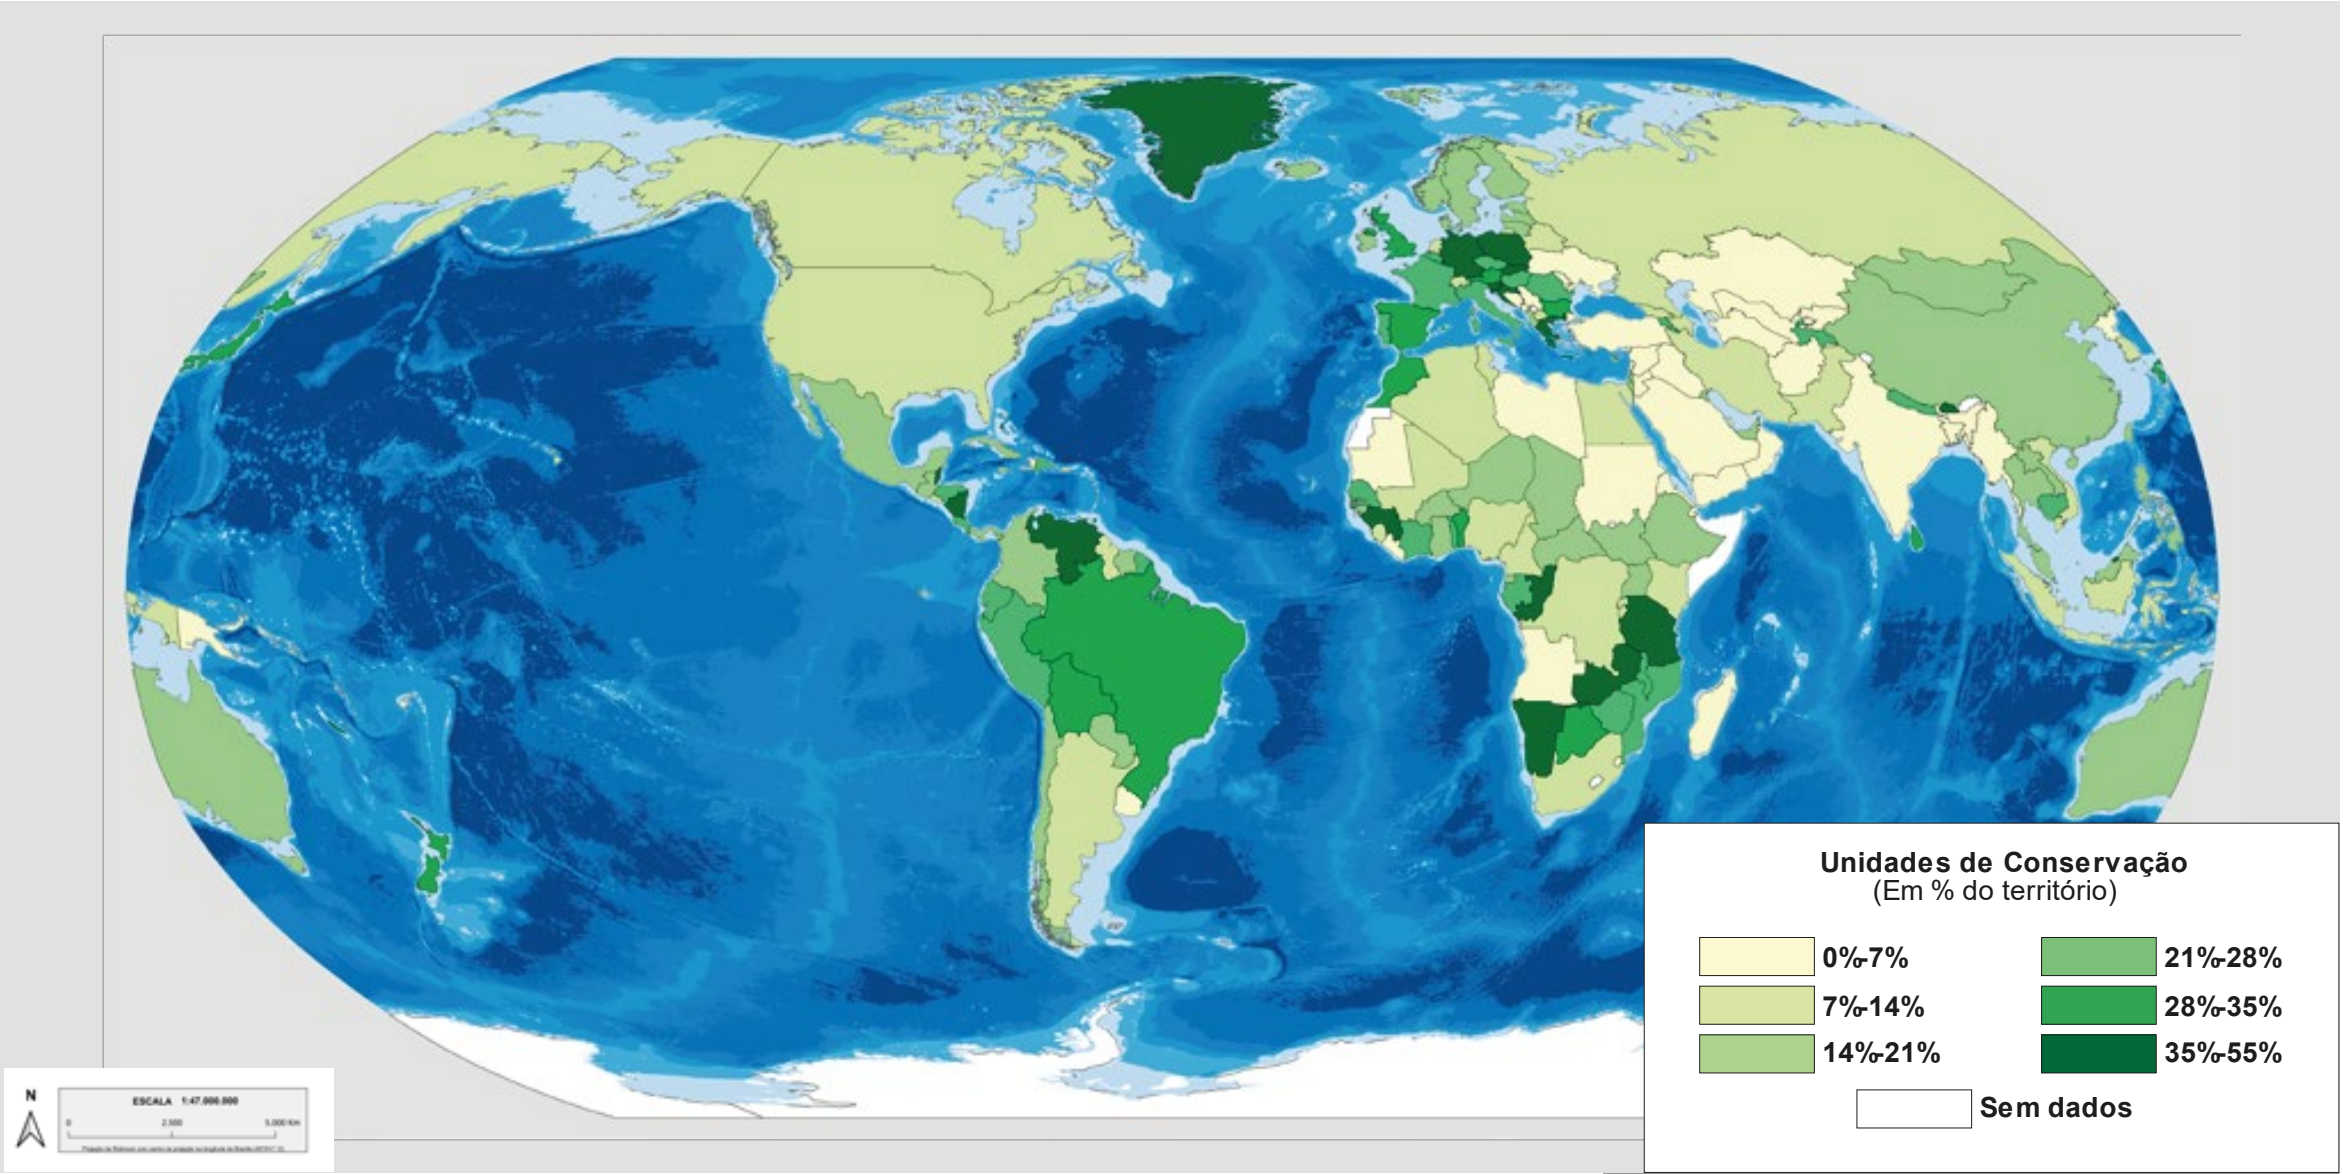 Unidades de Conservação
(Em % do território)
0%-7%
21%-28%
7%-14%
28%-35%
14%-21%
35%-55%
Sem dados
N
ESCALA 1:47.000.000
0 2.500 5.000 Km